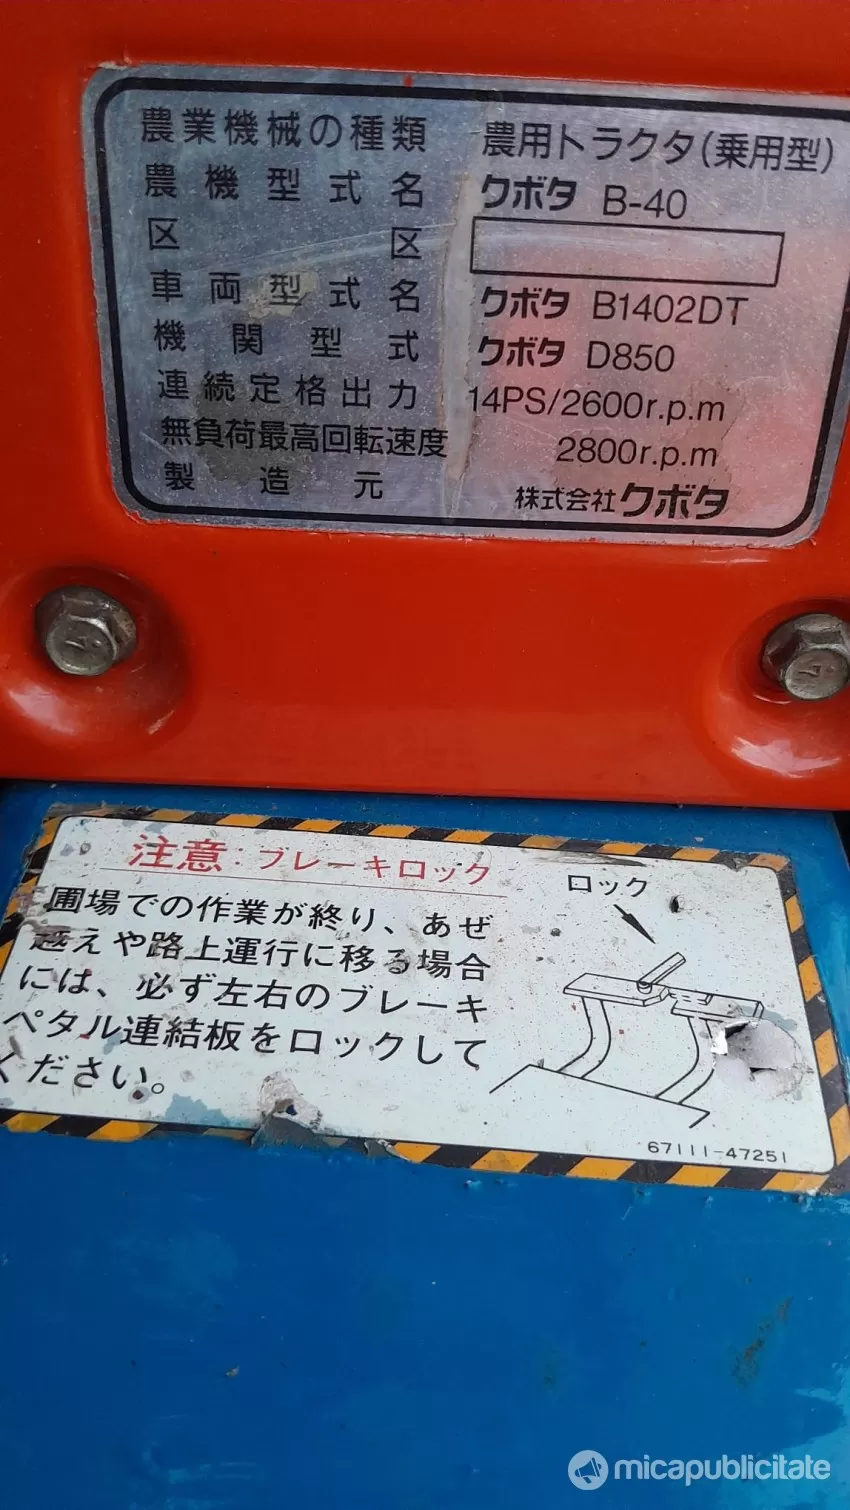 農業機械の種類 農用トラクタ(乗用型)
農機型式名 クボタ B-40
区区
車両型式名 クボタ B1402DT
機関型式 クボタ D850
連続定格出力 14PS/2600r.p.m
無負荷最高回転速度 2800r.p.m
製造元 株式会社クボタ
注意:ブレーキロック
圃場での作業が終り、あぜ
越えや路上運行に移る場合
には、必ず左右のブレーキ
ペタル連結板をロックして
ください。
ロック
67111-47251
micapublicitate